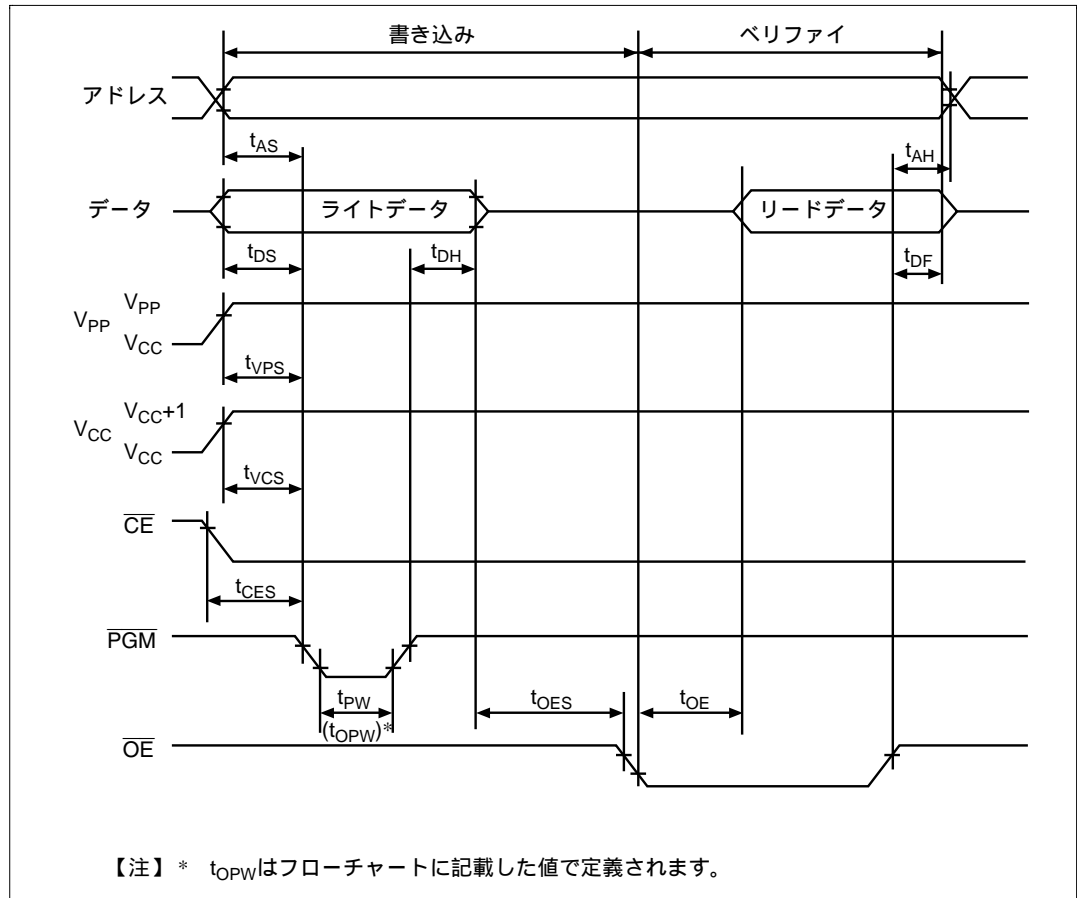 書き込み ベリファイ
アドレス
tAS tAH
データ ライトデータ リードデータ
tDS tDH tDF
VPP VPP
VCC
tVPS
VCC VCC+1
VCC
tVCS
CE
tCES
PGM
tPW
(tOPW)*
tOES tOE
OE
【注】* tOPWはフローチャートに記載した値で定義されます。